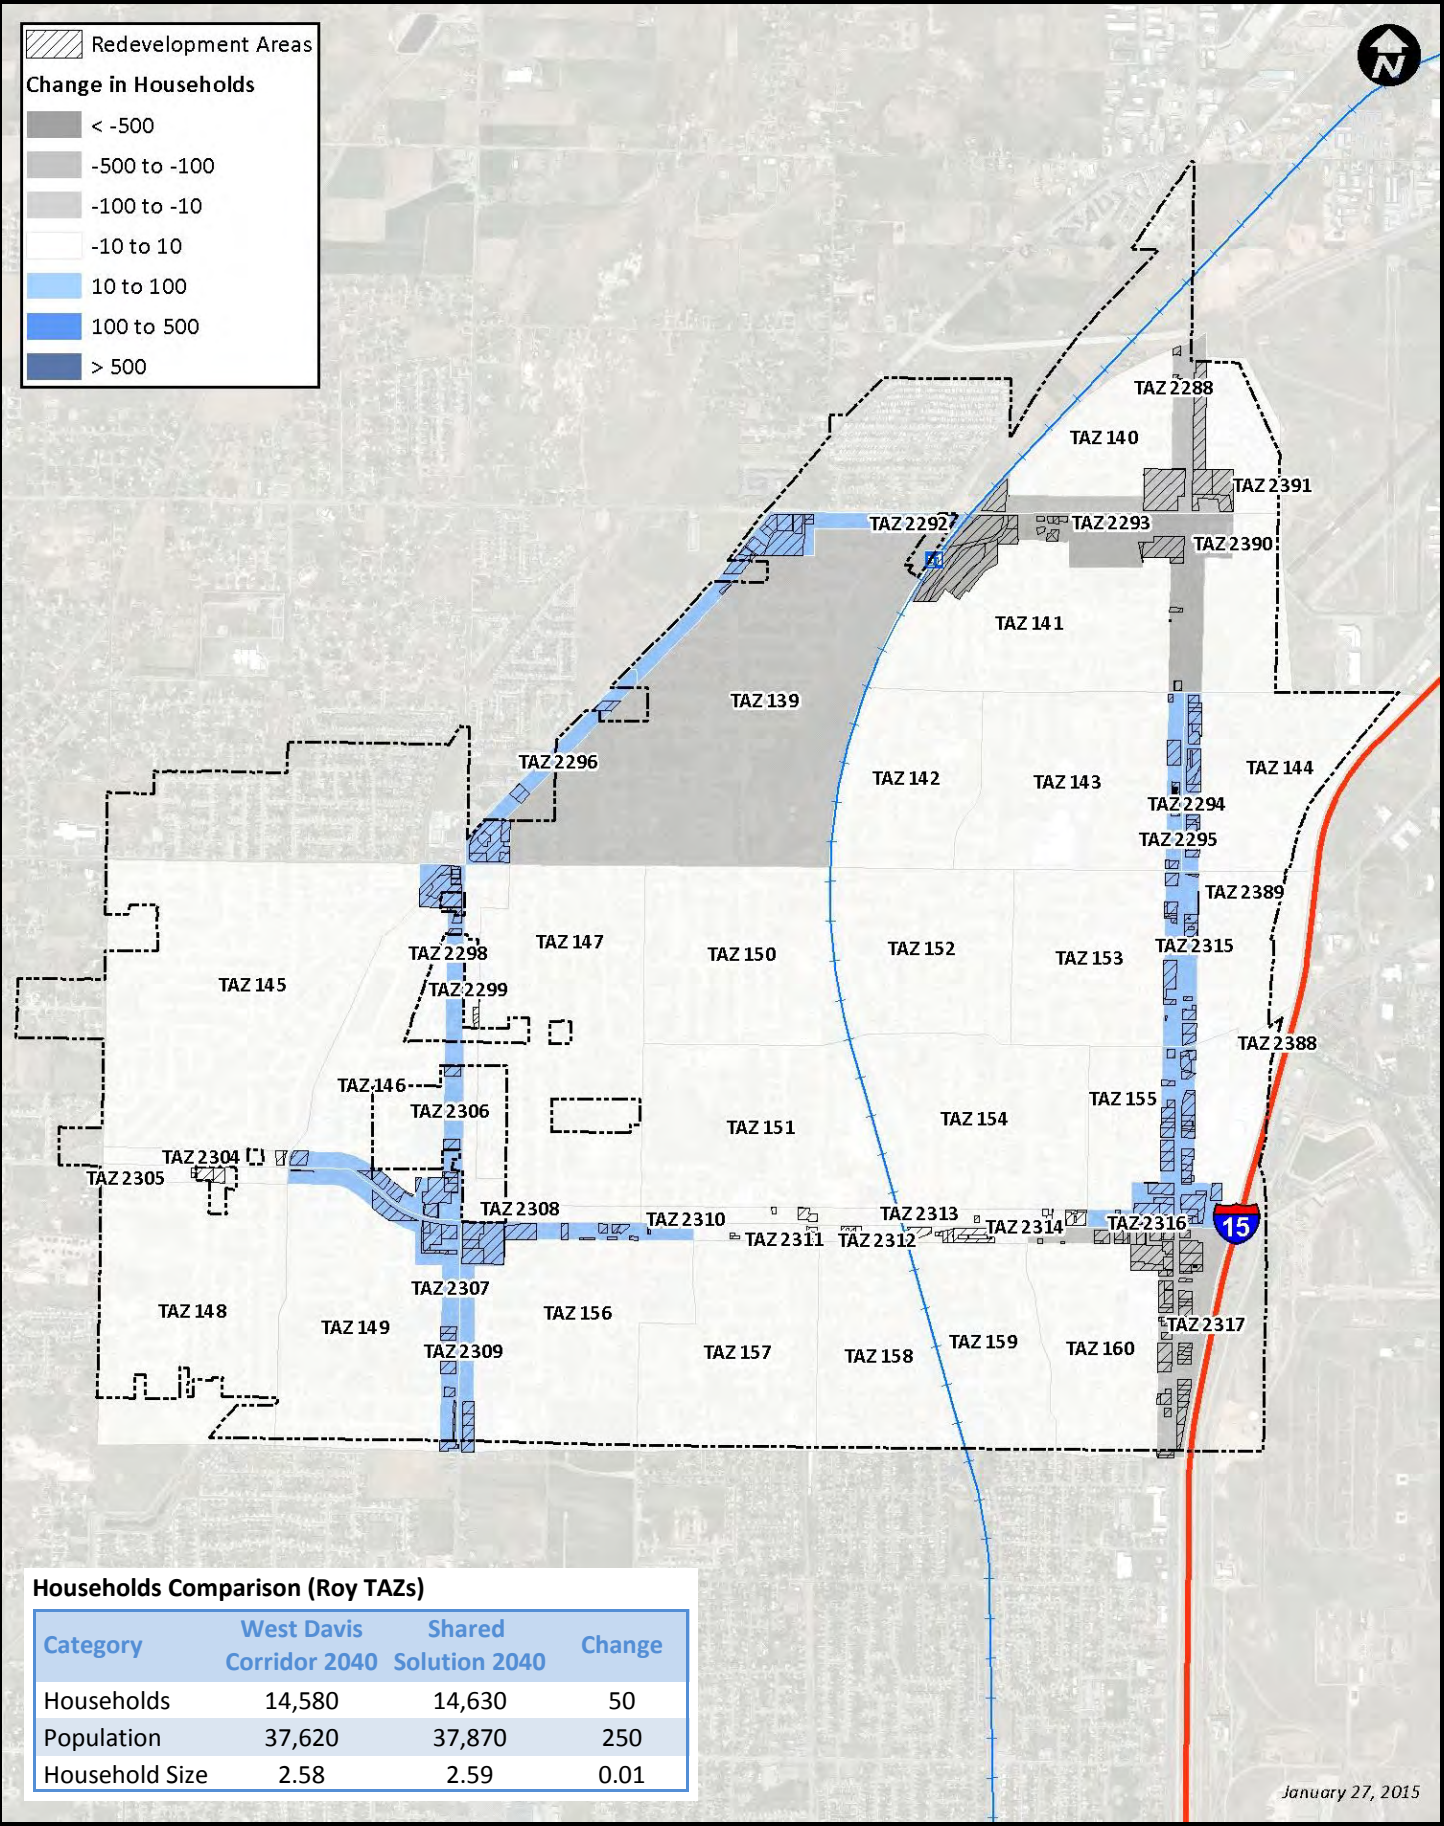 Redevelopment Areas
Change in Households
< -500
-500 to -100
-100 to -10
-10 to 10
10 to 100
100 to 500
> 500
N
TAZ 2288
TAZ 140
TAZ 2391
TAZ 2292
TAZ 2293
TAZ 2390
TAZ 141
TAZ 139
TAZ 2296
TAZ 142
TAZ 143
TAZ 144
TAZ 2294
TAZ 2295
TAZ 2389
TAZ 147
TAZ 150
TAZ 152
TAZ 153
TAZ 2315
TAZ 2298
TAZ 145
TAZ 2299
TAZ 2388
TAZ 146
TAZ 2306
TAZ 155
TAZ 154
TAZ 151
TAZ 2304
TAZ 2305
TAZ 2308
TAZ 2310
TAZ 2313
TAZ 2314
TAZ 2316
15
TAZ 2311
TAZ 2312
TAZ 2307
TAZ 148
TAZ 149
TAZ 156
TAZ 2317
TAZ 2309
TAZ 157
TAZ 158
TAZ 159
TAZ 160
Households Comparison (Roy TAZs)
Category West Davis Corridor 2040 Shared Solution 2040 Change
Households 14,580 14,630 50
Population 37,620 37,870 250
Household Size 2.58 2.59 0.01
January 27, 2015